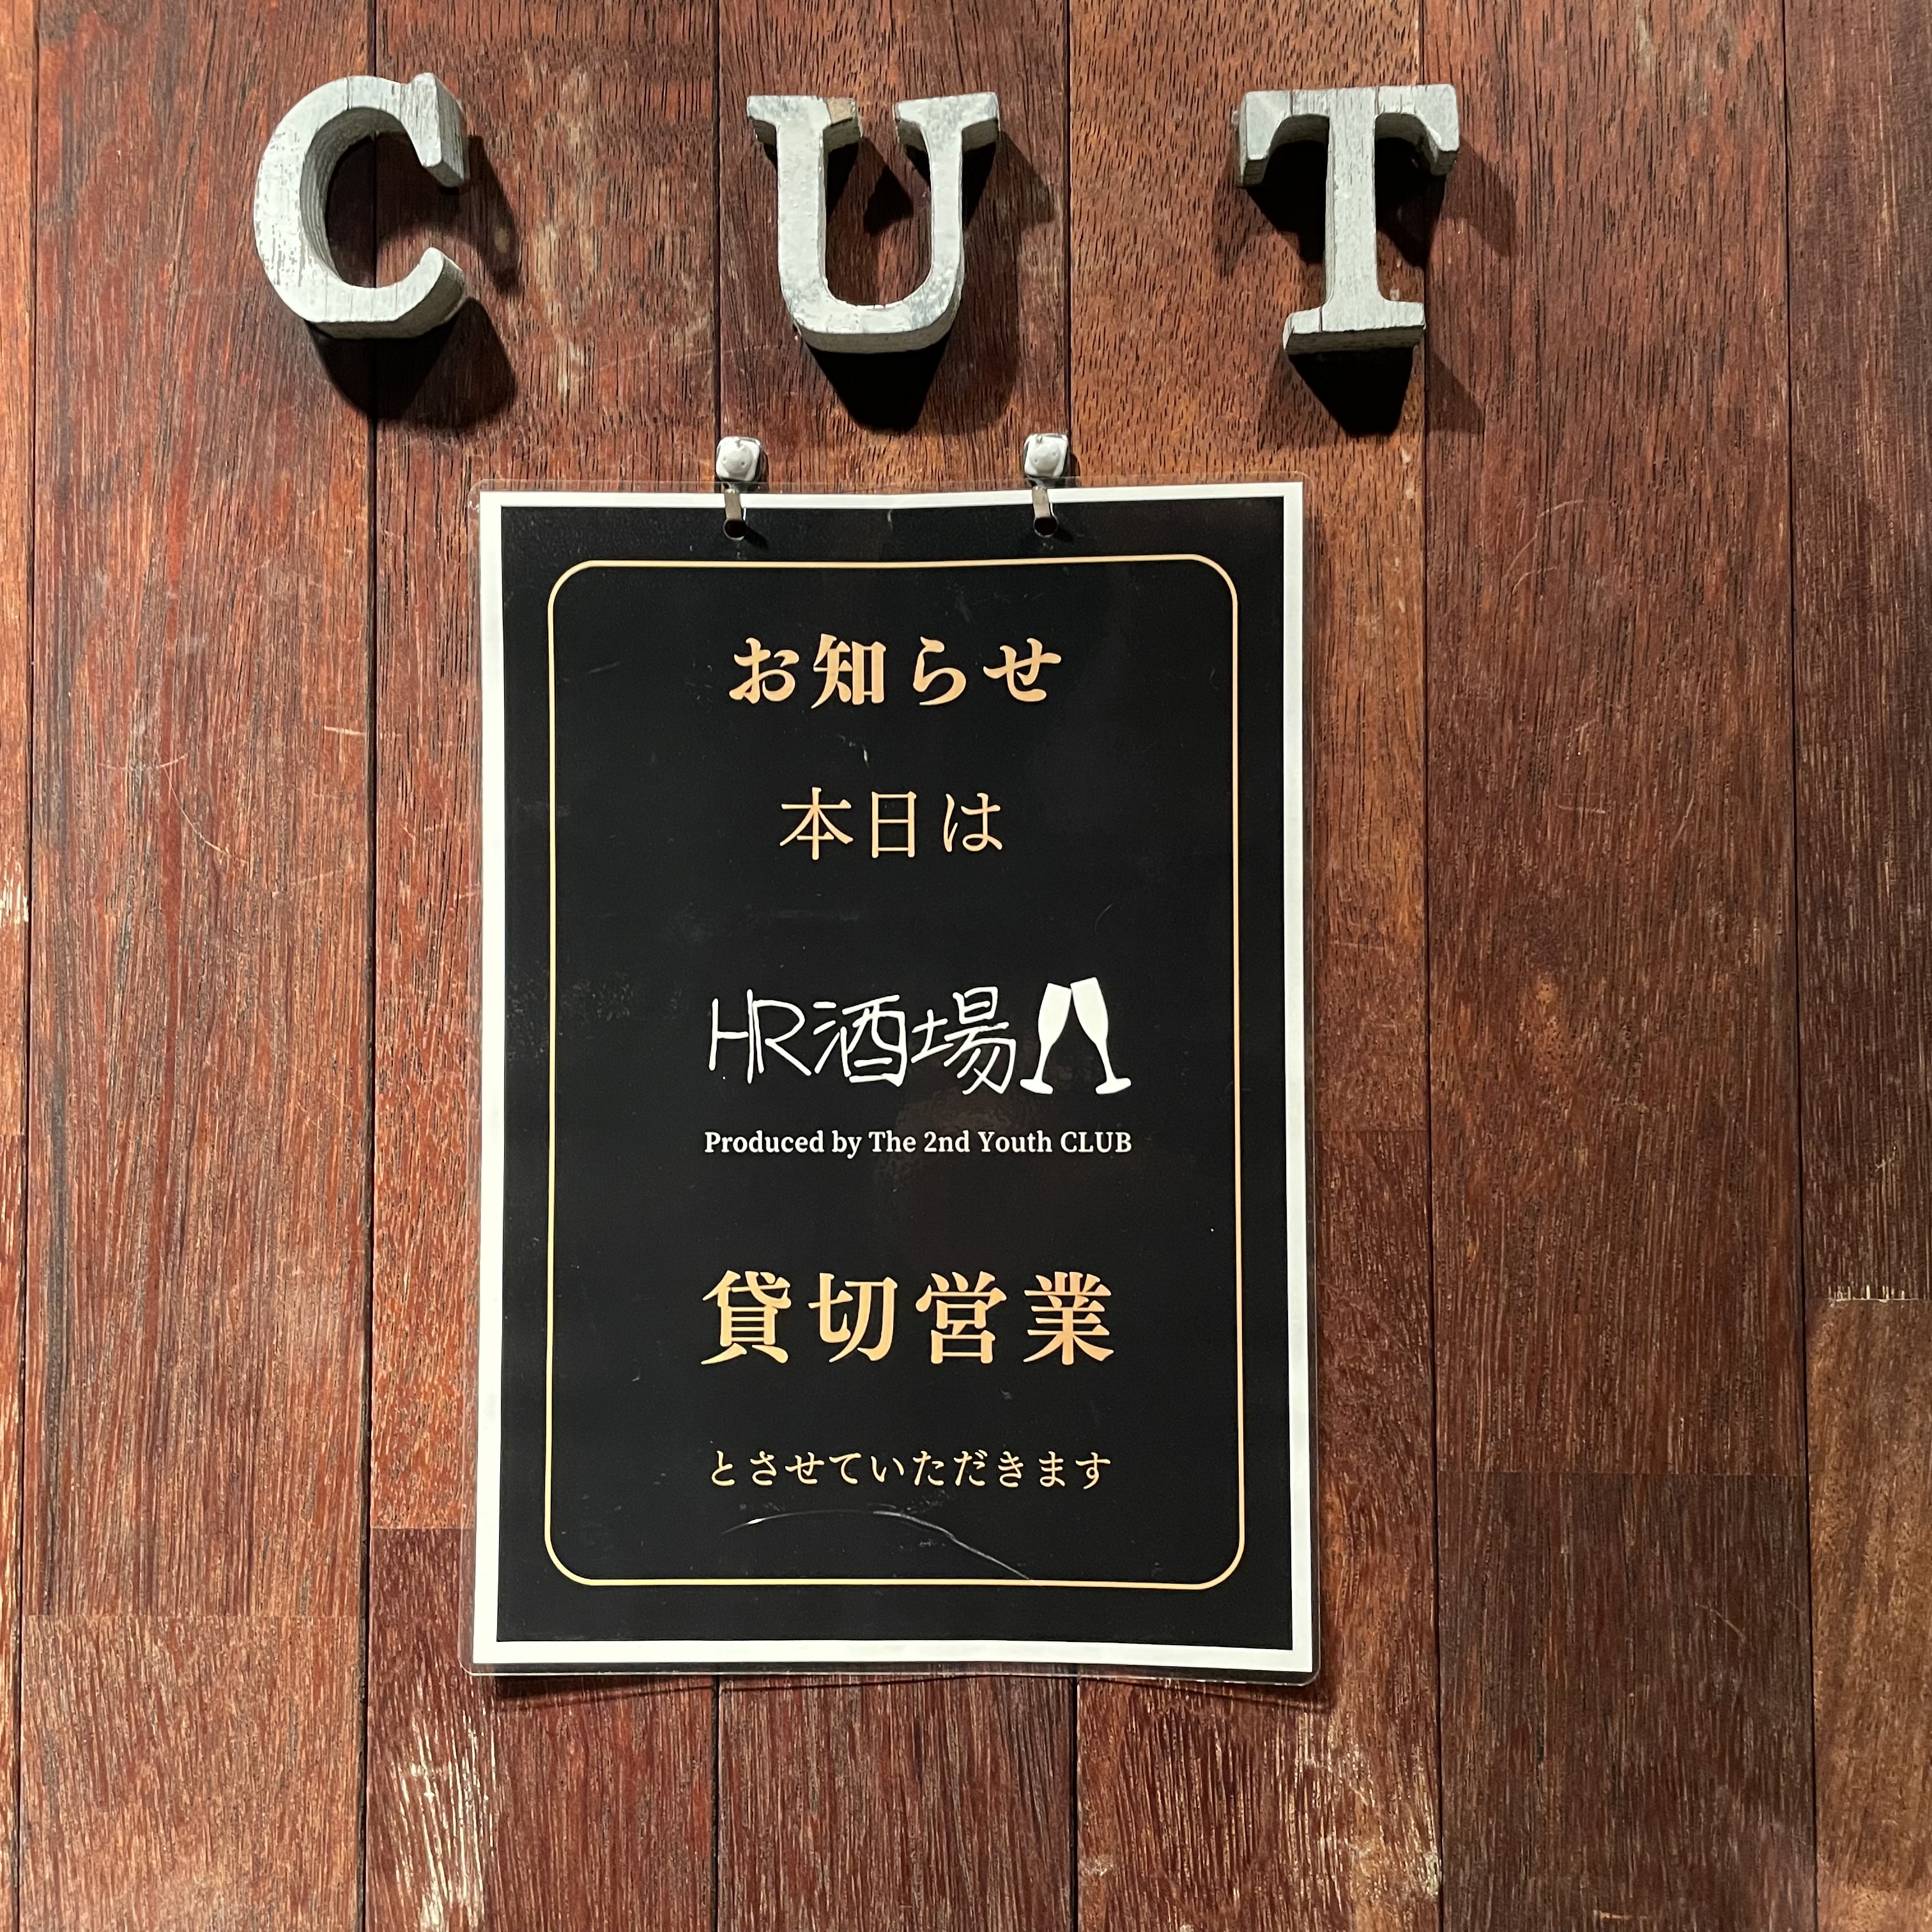 CUT
お知らせ
本日は
HR酒場
Produced by The 2nd Youth CLUB
貸切営業
とさせていただきます